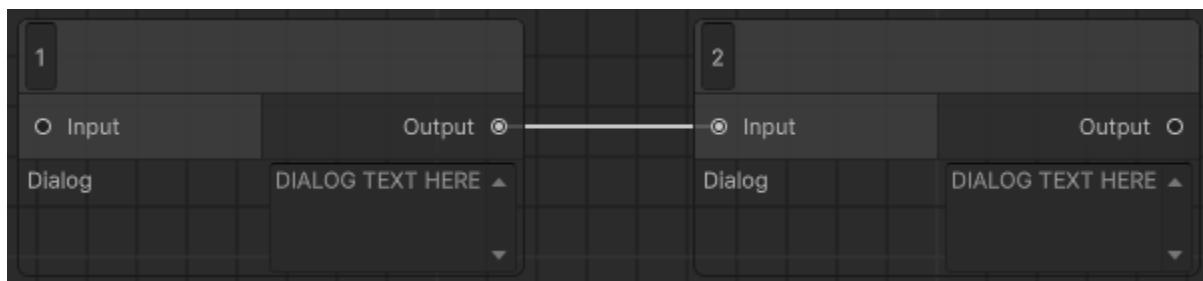 1
2
Input Output Input Output
Dialog DIALOG TEXT HERE Dialog DIALOG TEXT HERE